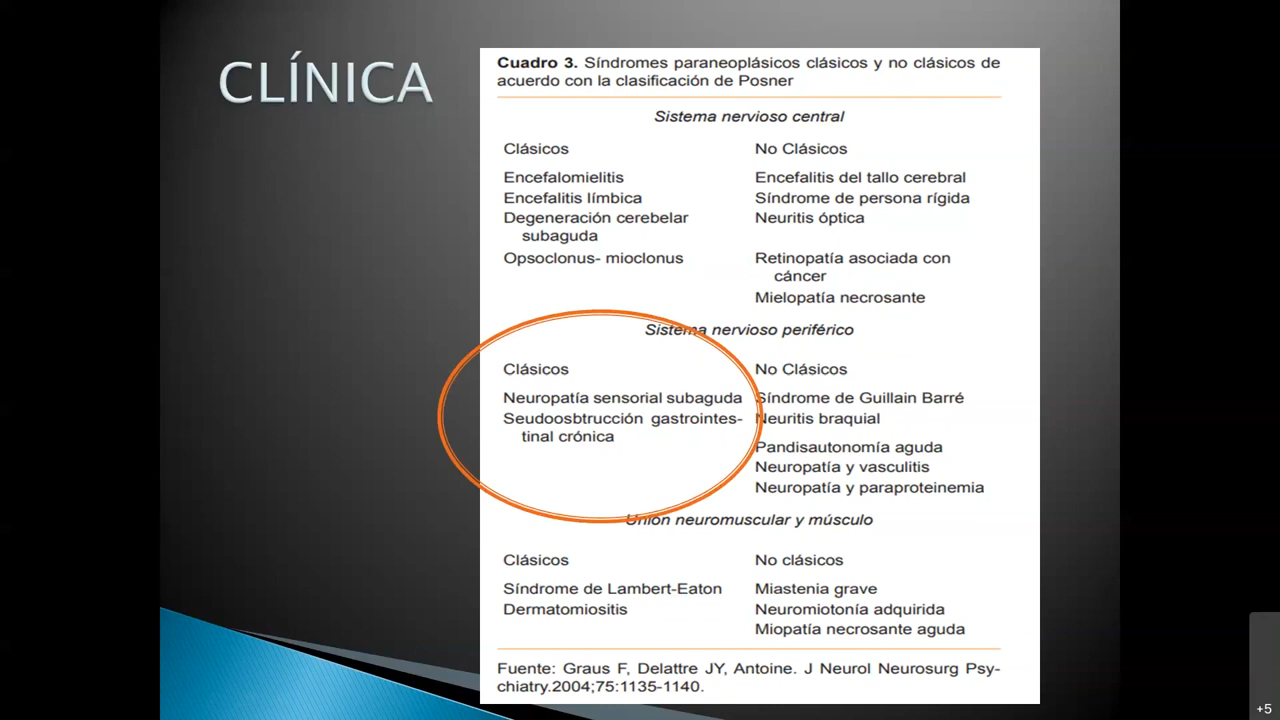 CLÍNICA
Cuadro 3. Síndromes paraneoplásicos clásicos y no clásicos de
acuerdo con la clasificación de Posner
Sistema nervioso central
Clásicos No Clásicos
Encefalomielitis Encefalitis del tallo cerebral
Encefalitis límbica Síndrome de persona rígida
Degeneración cerebelar Neuritis óptica
subaguda
Opsoclonus- mioclonus Retinopatía asociada con
cáncer
Mielopatía necrosante
Sistema nervioso periférico
Clásicos No Clásicos
Neuropatía sensorial subaguda Síndrome de Guillain Barré
Seudoosbtrucción gastrointes- Neuritis braquial
tinal crónica
Pandisautonomía aguda
Neuropatía y vasculitis
Neuropatía y paraproteinemia
Unión neuromuscular y músculo
Clásicos No clásicos
Síndrome de Lambert-Eaton Miastenia grave
Dermatomiositis Neuromiotonía adquirida
Miopatía necrosante aguda
Fuente: Graus F, Delattre JY, Antoine. J Neurol Neurosurg Psy-
chiatry.2004;75:1135-1140.
+5